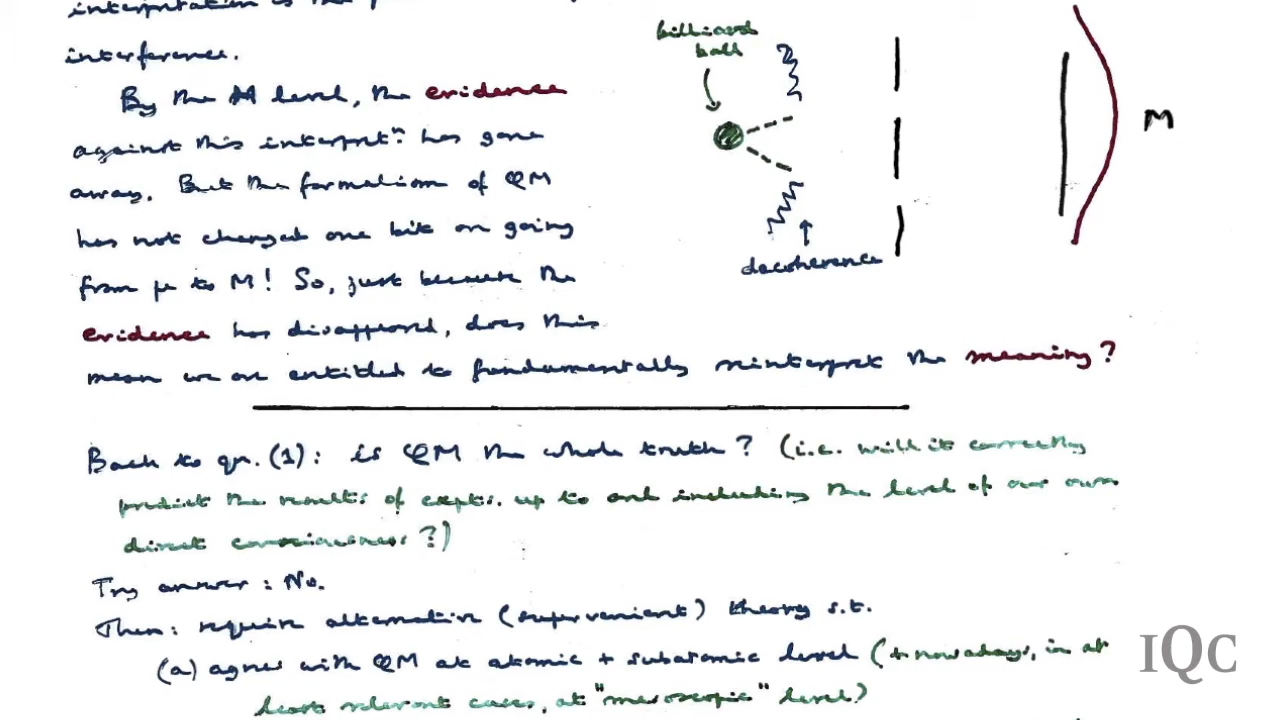 interpretation is the
interference.
By the M level, the evidence
against this interpretⁿ has gone
away. But the formalism of QM
has not changed one bit on going
from μ to M! So, just because the
evidence has disappeared, does this
mean we are entitled to fundamentally reinterpret the meaning?
billiard
ball
decoherence
M
Back to qn. (1): is QM the whole truth? (i.e. will it correctly
predict the results of expts. up to and including the level of our own
direct consciousness?)
Try answer: No.
Then: require alternative (supervenient) theory s.t.
(a) agrees with QM at atomic + subatomic level (+ nowadays, in at
least relevant cases, at "mesoscopic" level)
IQC